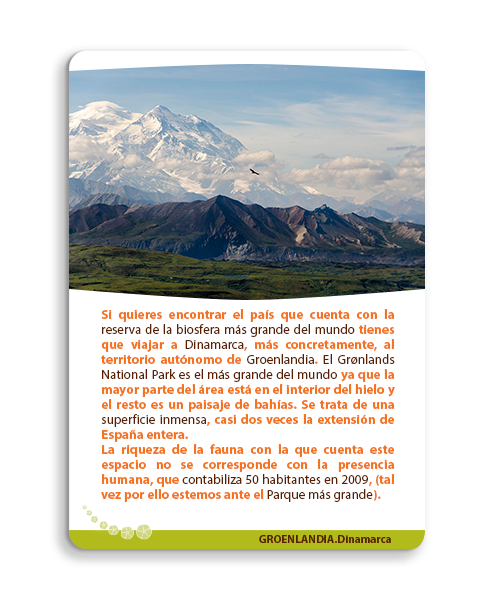 Si quieres encontrar el país que cuenta con la
reserva de la biosfera más grande del mundo tienes
que viajar a Dinamarca, más concretamente, al
territorio autónomo de Groenlandia. El Grønlands
National Park es el más grande del mundo ya que la
mayor parte del área está en el interior del hielo y
el resto es un paisaje de bahías. Se trata de una
superficie inmensa, casi dos veces la extensión de
España entera.
La riqueza de la fauna con la que cuenta este
espacio no se corresponde con la presencia
humana, que contabiliza 50 habitantes en 2009, (tal
vez por ello estemos ante el Parque más grande).
GROENLANDIA.Dinamarca